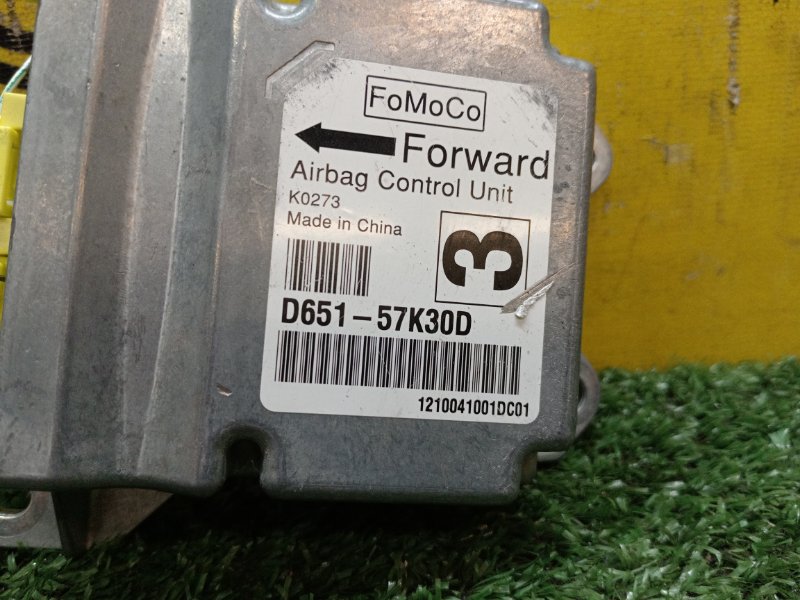 FoMoCo
Forward
Airbag Control Unit
K0273
Made in China
3
D651-57K30D
1210041001DC01